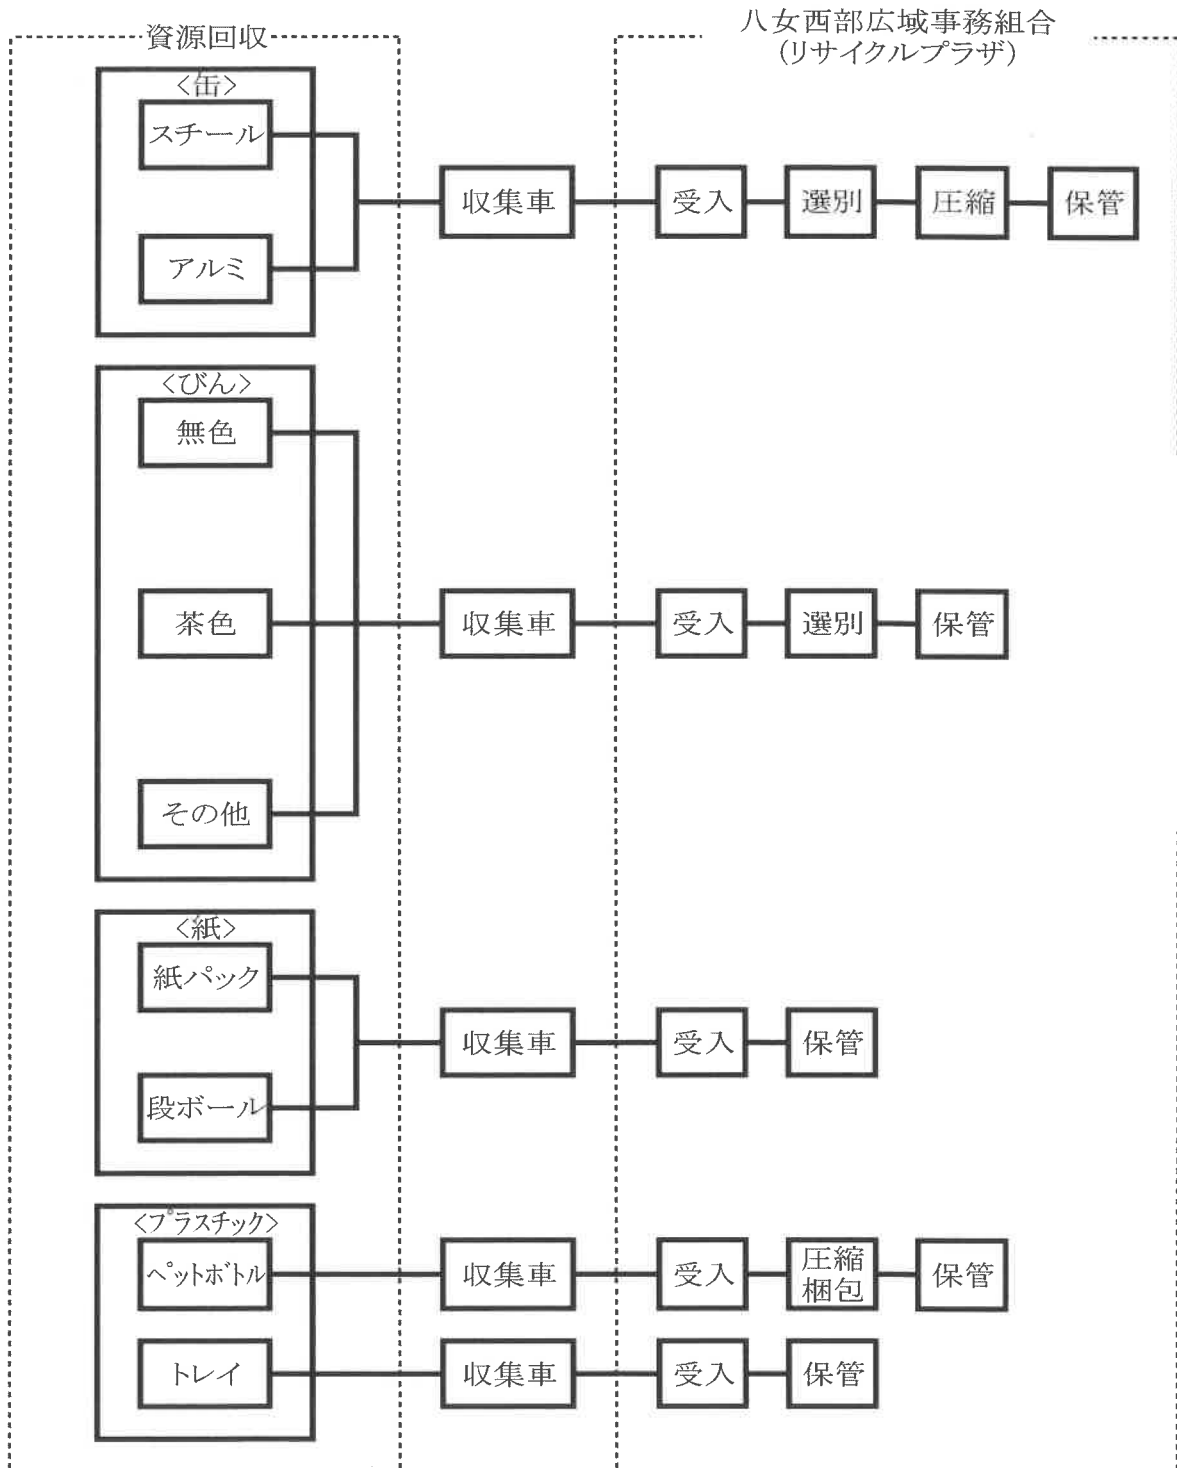 資源回収
八女西部広域事務組合
(リサイクルプラザ)
<缶>
スチール
アルミ
収集車
受入
選別
圧縮
保管
<びん>
無色
茶色
その他
収集車
受入
選別
保管
<紙>
紙パック
段ボール
収集車
受入
保管
<プラスチック>
ペットボトル
収集車
受入
圧縮
梱包
保管
トレイ
収集車
受入
保管